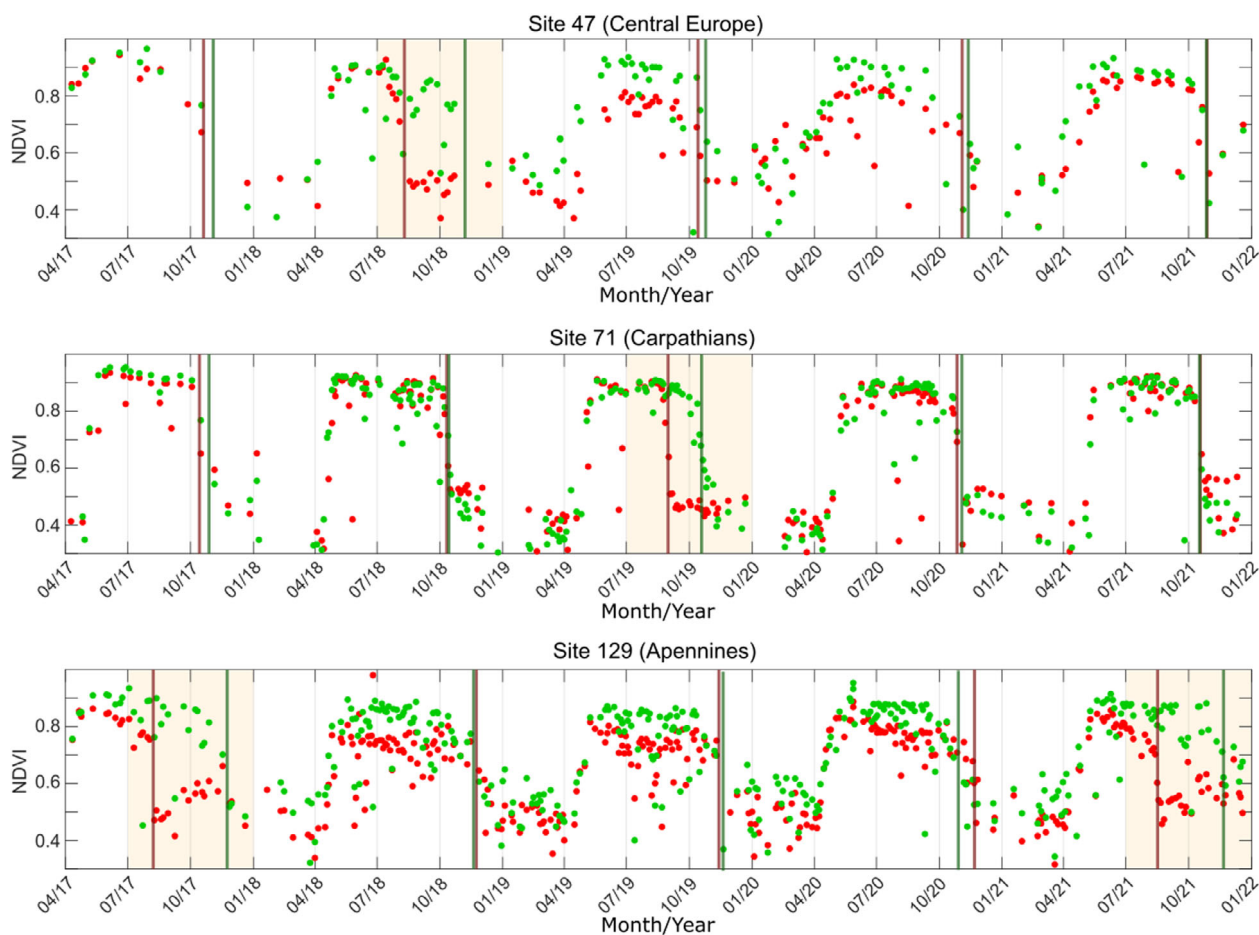 Site 47 (Central Europe)
NDVI
0.8
0.6
0.4
04/17 07/17 10/17 01/18 04/18 07/18 10/18 01/19 04/19 07/19 10/19 01/20 04/20 07/20 10/20 01/21 04/21 07/21 10/21 01/22
Month/Year
Site 71 (Carpathians)
NDVI
0.8
0.6
0.4
04/17 07/17 10/17 01/18 04/18 07/18 10/18 01/19 04/19 07/19 10/19 01/20 04/20 07/20 10/20 01/21 04/21 07/21 10/21 01/22
Month/Year
Site 129 (Apennines)
NDVI
0.8
0.6
0.4
04/17 07/17 10/17 01/18 04/18 07/18 10/18 01/19 04/19 07/19 10/19 01/20 04/20 07/20 10/20 01/21 04/21 07/21 10/21 01/22
Month/Year